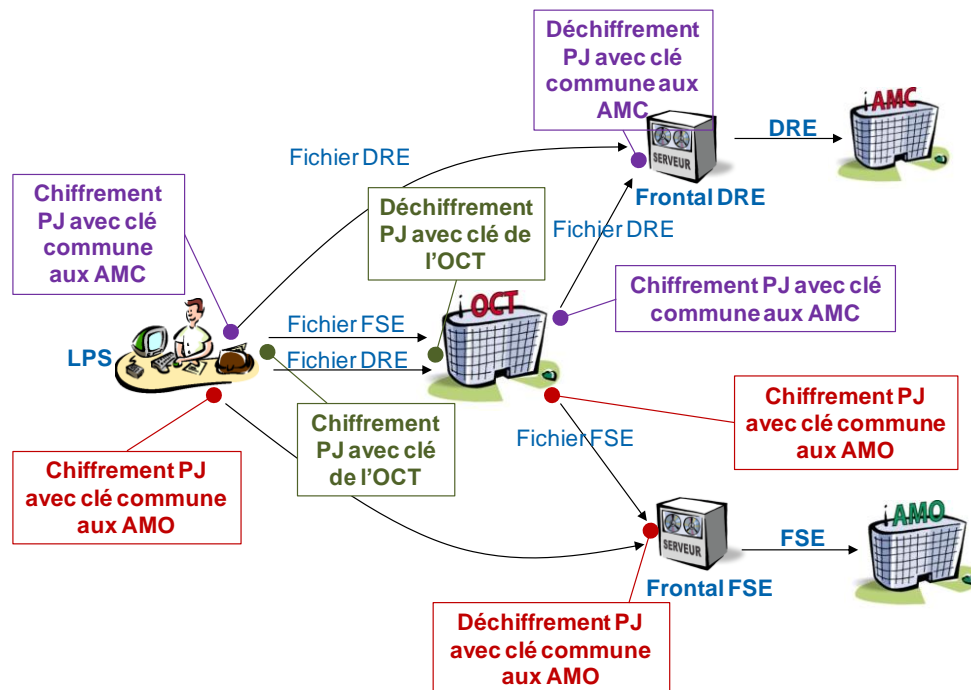 Déchiffrement
PJ avec clé
commune aux
AMC
AMC
DRE
SERVEUR
Frontal DRE
Fichier DRE
Chiffrement
PJ avec clé
commune
aux AMC
Déchiffrement
PJ avec clé de
l’OCT
Fichier DRE
Chiffrement PJ avec clé
commune aux AMC
OCT
Fichier FSE
LPS
Fichier DRE
Chiffrement PJ
avec clé commune
aux AMO
Chiffrement
PJ avec clé
de l’OCT
Fichier FSE
Chiffrement PJ
avec clé commune
aux AMO
SERVEUR
FSE
AMO
Frontal FSE
Déchiffrement PJ
avec clé commune
aux AMO